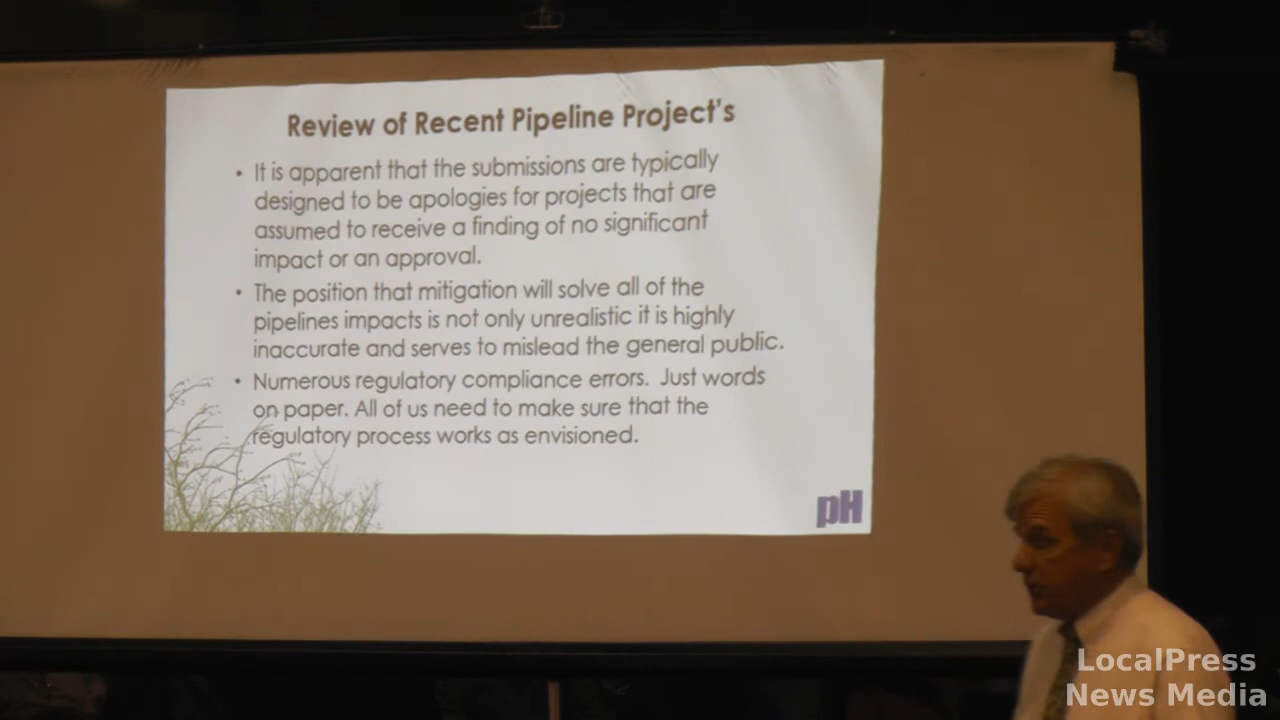 Review of Recent Pipeline Project's
• It is apparent that the submissions are typically
designed to be apologies for projects that are
assumed to receive a finding of no significant
impact or an approval.
• The position that mitigation will solve all of the
pipelines impacts is not only unrealistic it is highly
inaccurate and serves to mislead the general public.
• Numerous regulatory compliance errors. Just words
on paper. All of us need to make sure that the
regulatory process works as envisioned.
pH
LocalPress
News Media